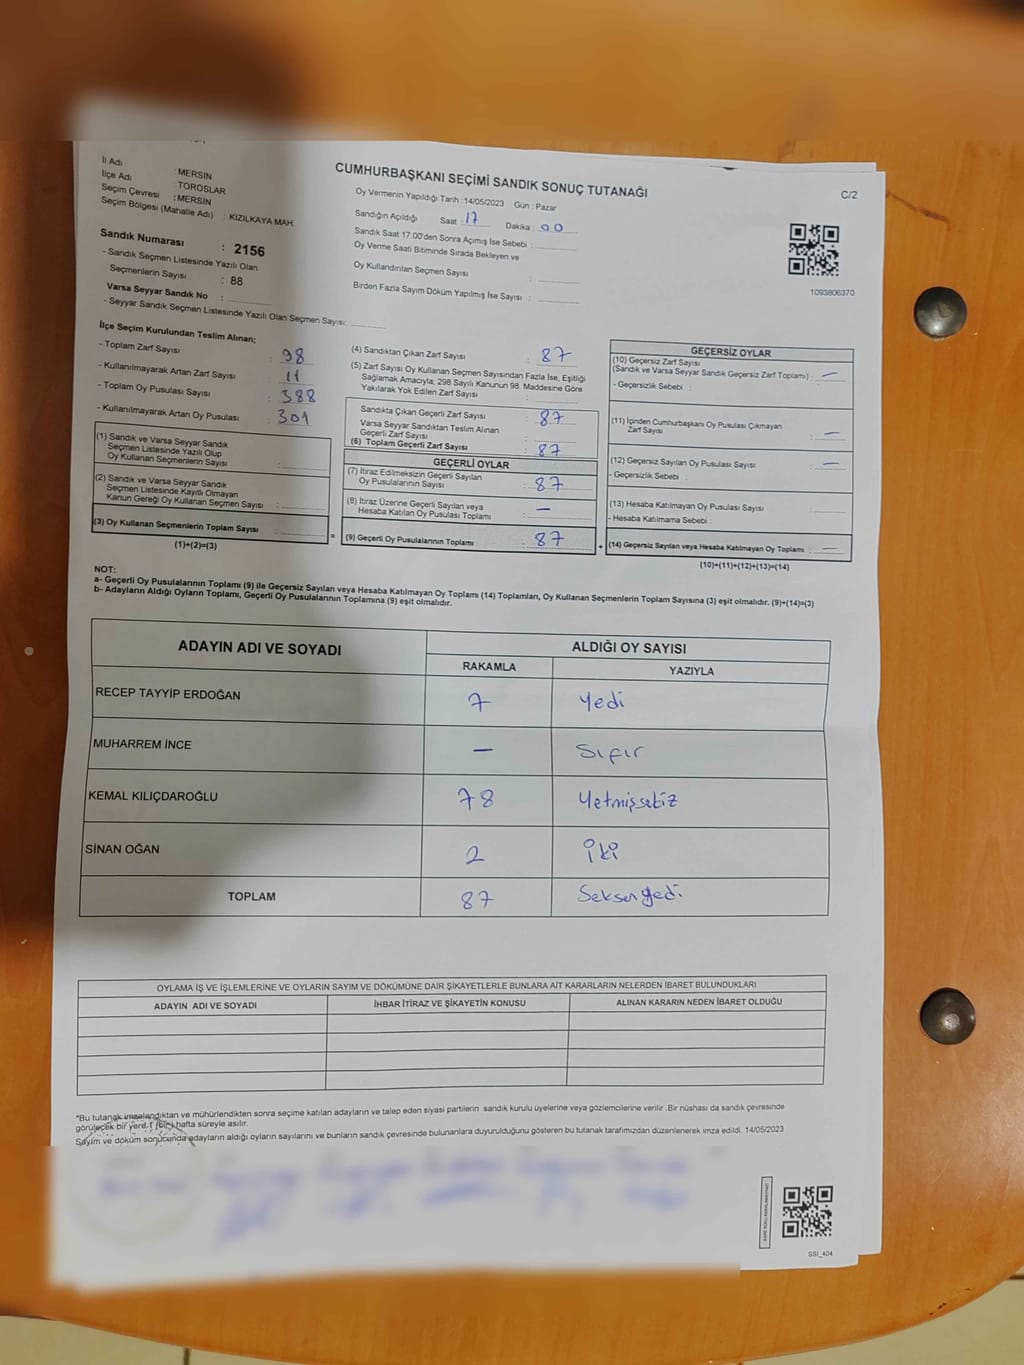 İl Adı : MERSİN
İlçe Adı : TOROSLAR
Seçim Çevresi : MERSİN
Seçim Bölgesi (Mahalle Adı) : KIZILKAYA MAH.
Sandık Numarası : 2156
- Sandık Seçmen Listesinde Yazılı Olan
Seçmenlerin Sayısı : 88
Varsa Seyyar Sandık No :
- Seyyar Sandık Seçmen Listesinde Yazılı Olan Seçmen Sayısı:
CUMHURBAŞKANI SEÇİMİ SANDIK SONUÇ TUTANAĞI
C/2
Oy Vermenin Yapıldığı Tarih : 14/05/2023 Gün : Pazar
Sandığın Açıldığı Saat : 17 Dakika : 00
Sandık Saat 17.00'den Sonra Açımış İse Sebebi :
Oy Verme Saati Bitiminde Sırada Bekleyen ve
Oy Kullandırılan Seçmen Sayısı :
Birden Fazla Sayım Döküm Yapılmış İse Sayısı :
1093806370
İlçe Seçim Kurulundan Teslim Alınan;
- Toplam Zarf Sayısı : 98
- Kullanılmayarak Artan Zarf Sayısı : 11
- Toplam Oy Pusulası Sayısı : 388
- Kullanılmayarak Artan Oy Pusulası : 301
(1) Sandık ve Varsa Seyyar Sandık
Seçmen Listesinde Yazılı Olup
Oy Kullanan Seçmenlerin Sayısı :
(2) Sandık ve Varsa Seyyar Sandık
Seçmen Listesinde Kayıtlı Olmayan
Kanun Gereği Oy Kullanan Seçmen Sayısı :
(3) Oy Kullanan Seçmenlerin Toplam Sayısı :
(1)+(2)=(3)
=
(4) Sandıktan Çıkan Zarf Sayısı : 87
(5) Zarf Sayısı Oy Kullanan Seçmen Sayısından Fazla İse, Eşitliği
Sağlamak Amacıyla; 298 Sayılı Kanunun 98. Maddesine Göre
Yakılarak Yok Edilen Zarf Sayısı :
Sandıkta Çıkan Geçerli Zarf Sayısı : 87
Varsa Seyyar Sandıktan Teslim Alınan
Geçerli Zarf Sayısı :
(6) Toplam Geçerli Zarf Sayısı : 87
GEÇERLİ OYLAR
(7) İtiraz Edilmeksizin Geçerli Sayılan
Oy Pusulalarının Sayısı : 87
(8) İtiraz Üzerine Geçerli Sayılan veya
Hesaba Katılan Oy Pusulası Toplamı : —
(9) Geçerli Oy Pusulalarının Toplamı : 87
+
GEÇERSİZ OYLAR
(10) Geçersiz Zarf Sayısı
(Sandık ve Varsa Seyyar Sandık Geçersiz Zarf Toplamı) : —
- Geçersizlik Sebebi :
(11) İçinden Cumhurbaşkanı Oy Pusulası Çıkmayan
Zarf Sayısı : —
(12) Geçersiz Sayılan Oy Pusulası Sayısı : —
- Geçersizlik Sebebi :
(13) Hesaba Katılmayan Oy Pusulası Sayısı :
- Hesaba Katılmama Sebebi :
(14) Geçersiz Sayılan veya Hesaba Katılmayan Oy Toplamı : —
(10)+(11)+(12)+(13)=(14)
NOT:
a- Geçerli Oy Pusulalarının Toplamı (9) ile Geçersiz Sayılan veya Hesaba Katılmayan Oy Toplamı (14) Toplamları, Oy Kullanan Seçmenlerin Toplam Sayısına (3) eşit olmalıdır. (9)+(14)=(3)
b- Adayların Aldığı Oyların Toplamı, Geçerli Oy Pusulalarının Toplamına (9) eşit olmalıdır.
ADAYIN ADI VE SOYADI ALDIĞI OY SAYISI
RAKAMLA YAZIYLA
RECEP TAYYİP ERDOĞAN 7 Yedi
MUHARREM İNCE — Sıfır
KEMAL KILIÇDAROĞLU 78 Yetmişsekiz
SİNAN OĞAN 2 İki
TOPLAM 87 Seksenyedi
OYLAMA İŞ VE İŞLEMLERİNE VE OYLARIN SAYIM VE DÖKÜMÜNE DAİR ŞİKAYETLERLE BUNLARA AİT KARARLARIN NELERDEN İBARET BULUNDUKLARI
ADAYIN ADI VE SOYADI İHBAR İTİRAZ VE ŞİKAYETİN KONUSU ALINAN KARARIN NEDEN İBARET OLDUĞU
*Bu tutanak imzalandıktan ve mühürlendikten sonra seçime katılan adayların ve talep eden siyasi partilerin sandık kurulu üyelerine veya gözlemcilerine verilir .Bir nüshası da sandık çevresinde
görülecek bir yerde 1 (bir) hafta süreyle asılır.
Sayım ve döküm sonucunda adayların aldığı oyların sayılarını ve bunların sandık çevresinde bulunanlara duyurulduğunu gösteren bu tutanak tarafımızdan düzenlenerek imza edildi. 14/05/2023
SSI_404